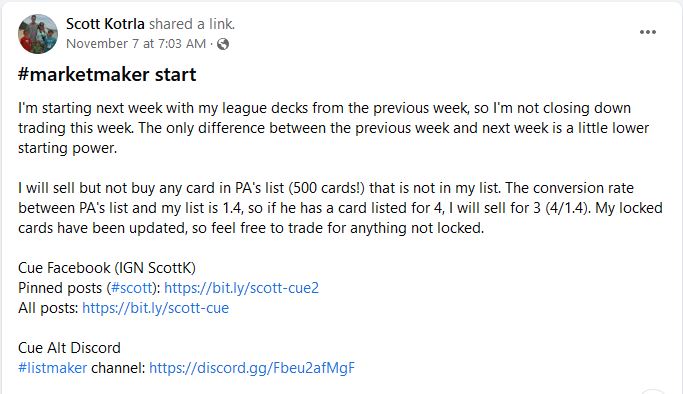 Scott Kotrla shared a link.
November 7 at 7:03 AM ·
#marketmaker start
I'm starting next week with my league decks from the previous week, so I'm not closing down
trading this week. The only difference between the previous week and next week is a little lower
starting power.
I will sell but not buy any card in PA's list (500 cards!) that is not in my list. The conversion rate
between PA's list and my list is 1.4, so if he has a card listed for 4, I will sell for 3 (4/1.4). My locked
cards have been updated, so feel free to trade for anything not locked.
Cue Facebook (IGN ScottK)
Pinned posts (#scott): https://bit.ly/scott-cue2
All posts: https://bit.ly/scott-cue
Cue Alt Discord
#listmaker channel: https://discord.gg/Fbeu2afMgF